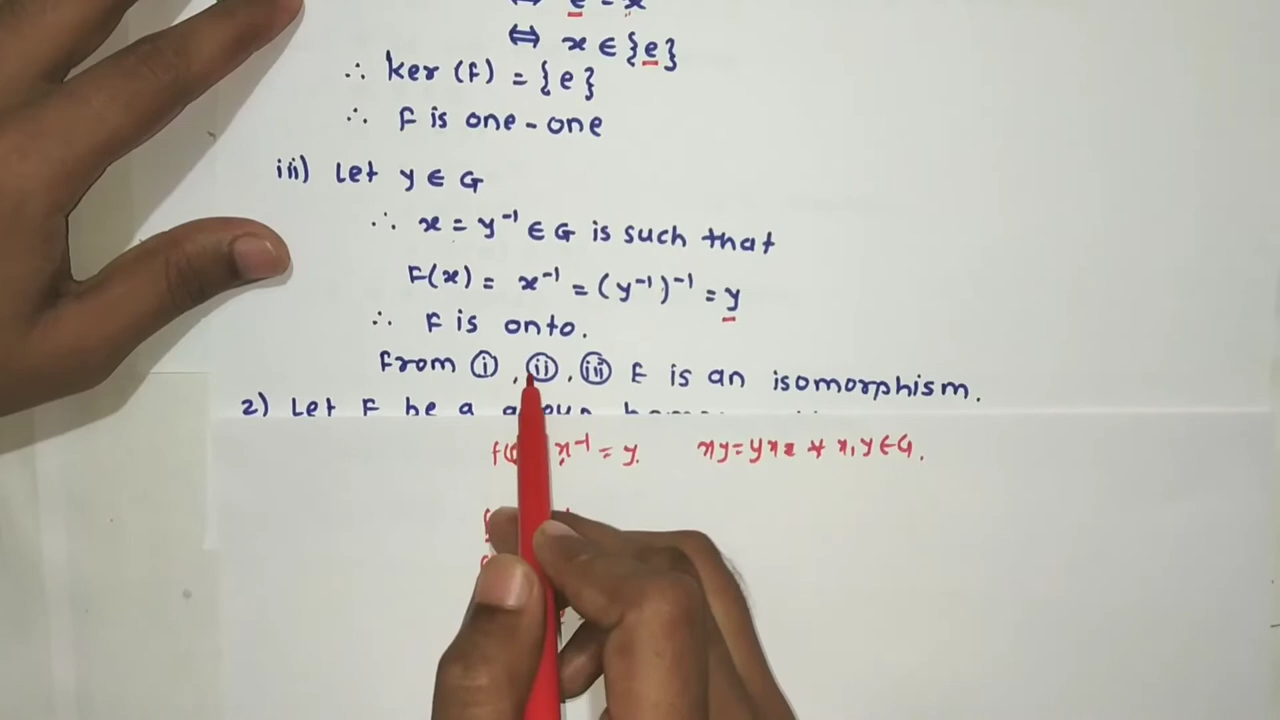 ⇔ x ∈ {e}
∴ ker (f) = {e}
∴ f is one-one
iii) Let y ∈ G
∴ x = y⁻¹ ∈ G is such that
f(x) = x⁻¹ = (y⁻¹)⁻¹ = y
∴ f is onto.
From (i), (ii), (iii) f is an isomorphism.
2) Let f be a group
x⁻¹ = y. xy = yx ∀ x, y ∈ G.